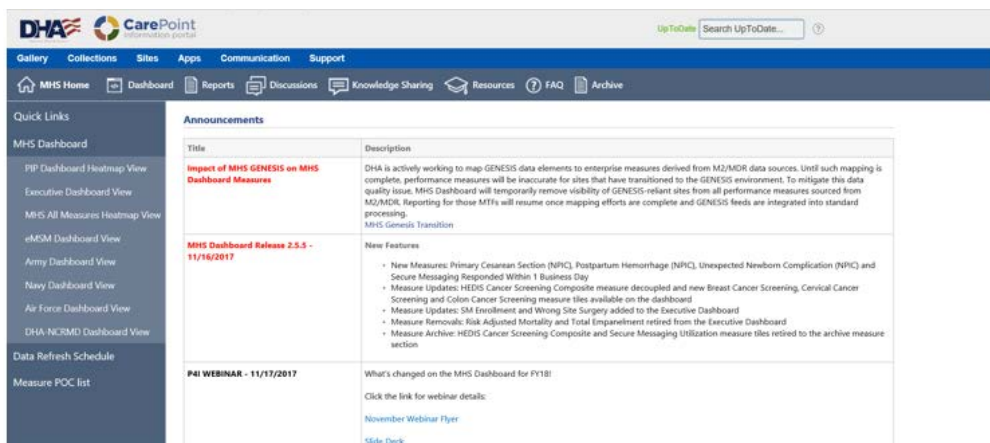 DHA CarePoint
information portal
UpToDate Search UpToDate...
Gallery Collections Sites Apps Communication Support
MHS Home Dashboard Reports Discussions Knowledge Sharing Resources FAQ Archive
Quick Links
MHS Dashboard
PIP Dashboard Heatmap View
Executive Dashboard View
MHS All Measures Heatmap View
eMSM Dashboard View
Army Dashboard View
Navy Dashboard View
Air Force Dashboard View
DHA-NCRMD Dashboard View
Data Refresh Schedule
Measure POC list
Announcements
Title Description
Impact of MHS GENESIS on MHS
Dashboard Measures
DHA is actively working to map GENESIS data elements to enterprise measures derived from M2/MDR data sources. Until such mapping is
complete, performance measures will be inaccurate for sites that have transitioned to the GENESIS environment. To mitigate this data
quality issue, MHS Dashboard will temporarily remove visibility of GENESIS-reliant sites from all performance measures sourced from
M2/MDR. Reporting for those MTFs will resume once mapping efforts are complete and GENESIS feeds are integrated into standard
processing.
MHS Genesis Transition
MHS Dashboard Release 2.5.5 -
11/16/2017
New Features
• New Measures: Primary Cesarean Section (NPIC), Postpartum Hemorrhage (NPIC), Unexpected Newborn Complication (NPIC) and
Secure Messaging Responded Within 1 Business Day
• Measure Updates: HEDIS Cancer Screening Composite measure decoupled and new Breast Cancer Screening, Cervical Cancer
Screening and Colon Cancer Screening measure tiles available on the dashboard
• Measure Updates: SM Enrollment and Wrong Site Surgery added to the Executive Dashboard
• Measure Removals: Risk Adjusted Mortality and Total Empanelment retired from the Executive Dashboard
• Measure Archive: HEDIS Cancer Screening Composite and Secure Messaging Utilization measure tiles retired to the archive measure
section
P4I WEBINAR - 11/17/2017
What's changed on the MHS Dashboard for FY18!
Click the link for webinar details:
November Webinar Flyer
Slide Deck